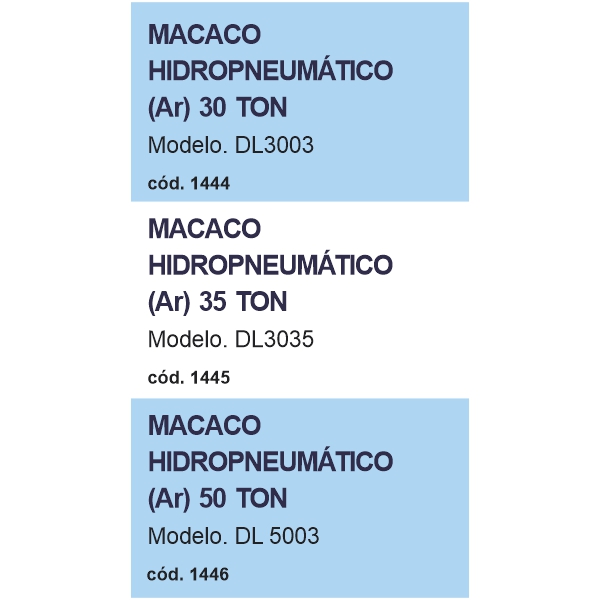 MACACO
HIDROPNEUMÁTICO
(Ar) 30 TON
Modelo. DL3003
cód. 1444
MACACO
HIDROPNEUMÁTICO
(Ar) 35 TON
Modelo. DL3035
cód. 1445
MACACO
HIDROPNEUMÁTICO
(Ar) 50 TON
Modelo. DL 5003
cód. 1446